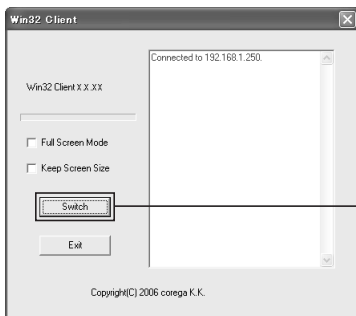 Win32 Client
Connected to 192.168.1.250.
Win32 Client X.X.XX
Full Screen Mode
Keep Screen Size
Switch
Exit
Copyright(C) 2006 corega K.K.